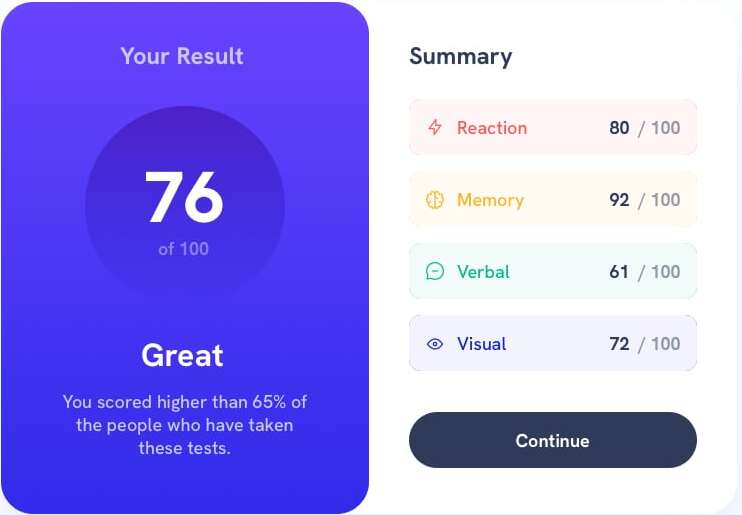 Your Result
76
of 100
Great
You scored higher than 65% of
the people who have taken
these tests.
Summary
Reaction 80 / 100
Memory 92 / 100
Verbal 61 / 100
Visual 72 / 100
Continue